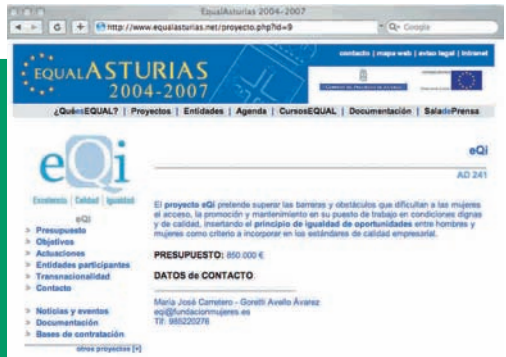 EqualAsturias 2004-2007
http://www.equalasturias.net/proyecto.php?id=9
Google
contacto | mapa web | aviso legal | intranet
EQUALASTURIAS
2004-2007
¿QuéesEQUAL? | Proyectos | Entidades | Agenda | CursosEQUAL | Documentación | SaladePrensa
eQi
Excelencia | Calidad | Igualdad
eQi
AD 241
eQi
» Presupuesto
» Objetivos
» Actuaciones
» Entidades participantes
» Transnacionalidad
» Contacto
» Noticias y eventos
» Documentación
» Bases de contratación
otros proyectos [+]
El proyecto eQi pretende superar las barreras y obstáculos que dificultan a las mujeres
el acceso, la promoción y mantenimiento en su puesto de trabajo en condiciones dignas
y de calidad, insertando el principio de igualdad de oportunidades entre hombres y
mujeres como criterio a incorporar en los estándares de calidad empresarial.
PRESUPUESTO: 850.000 €
DATOS de CONTACTO:
María José Carretero - Goretti Avello Álvarez
eqi@fundacionmujeres.es
Tlf: 985220276